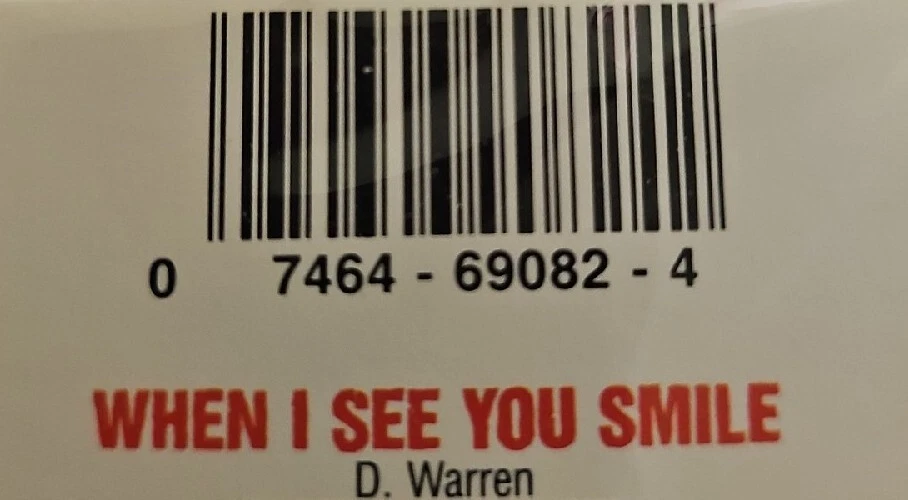 0 7464 - 69082 - 4
WHEN I SEE YOU SMILE
D. Warren